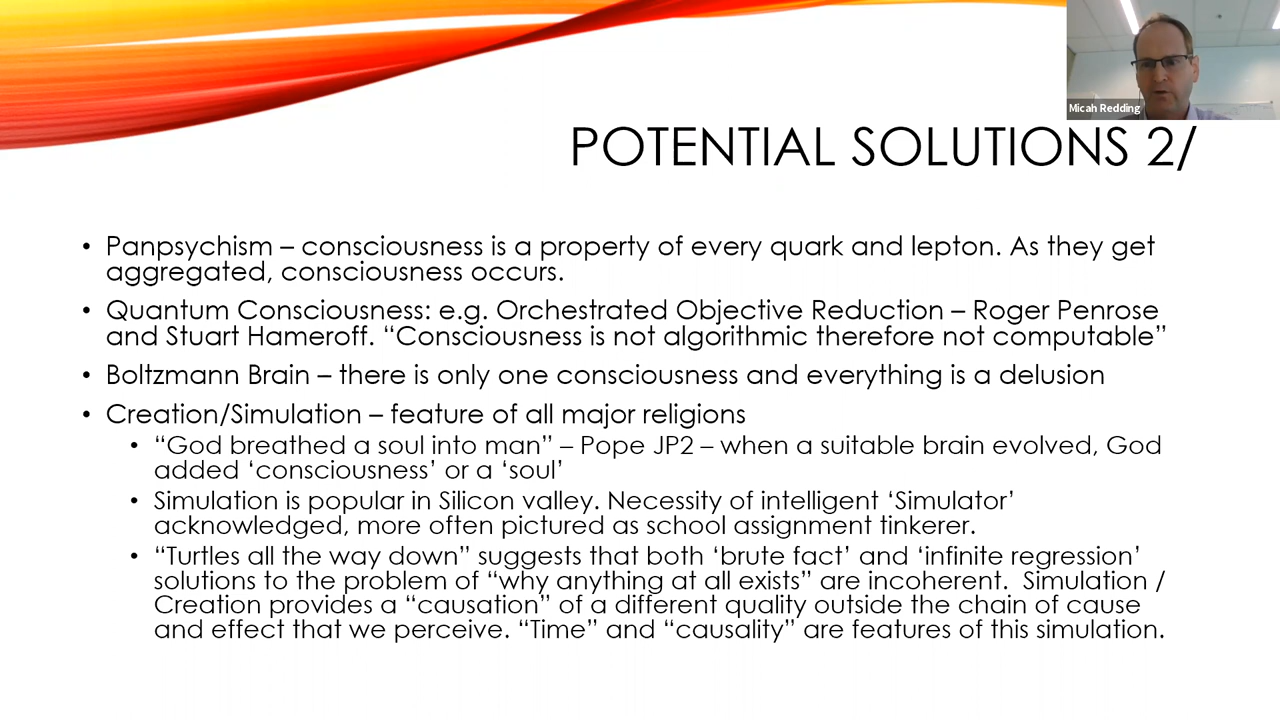 Micah Redding
POTENTIAL SOLUTIONS 2/
• Panpsychism – consciousness is a property of every quark and lepton. As they get
aggregated, consciousness occurs.
• Quantum Consciousness: e.g. Orchestrated Objective Reduction – Roger Penrose
and Stuart Hameroff. “Consciousness is not algorithmic therefore not computable”
• Boltzmann Brain – there is only one consciousness and everything is a delusion
• Creation/Simulation – feature of all major religions
• “God breathed a soul into man” – Pope JP2 – when a suitable brain evolved, God
added ‘consciousness’ or a ‘soul’
• Simulation is popular in Silicon valley. Necessity of intelligent ‘Simulator’
acknowledged, more often pictured as school assignment tinkerer.
• “Turtles all the way down” suggests that both ‘brute fact’ and ‘infinite regression’
solutions to the problem of “why anything at all exists” are incoherent. Simulation /
Creation provides a “causation” of a different quality outside the chain of cause
and effect that we perceive. “Time” and “causality” are features of this simulation.